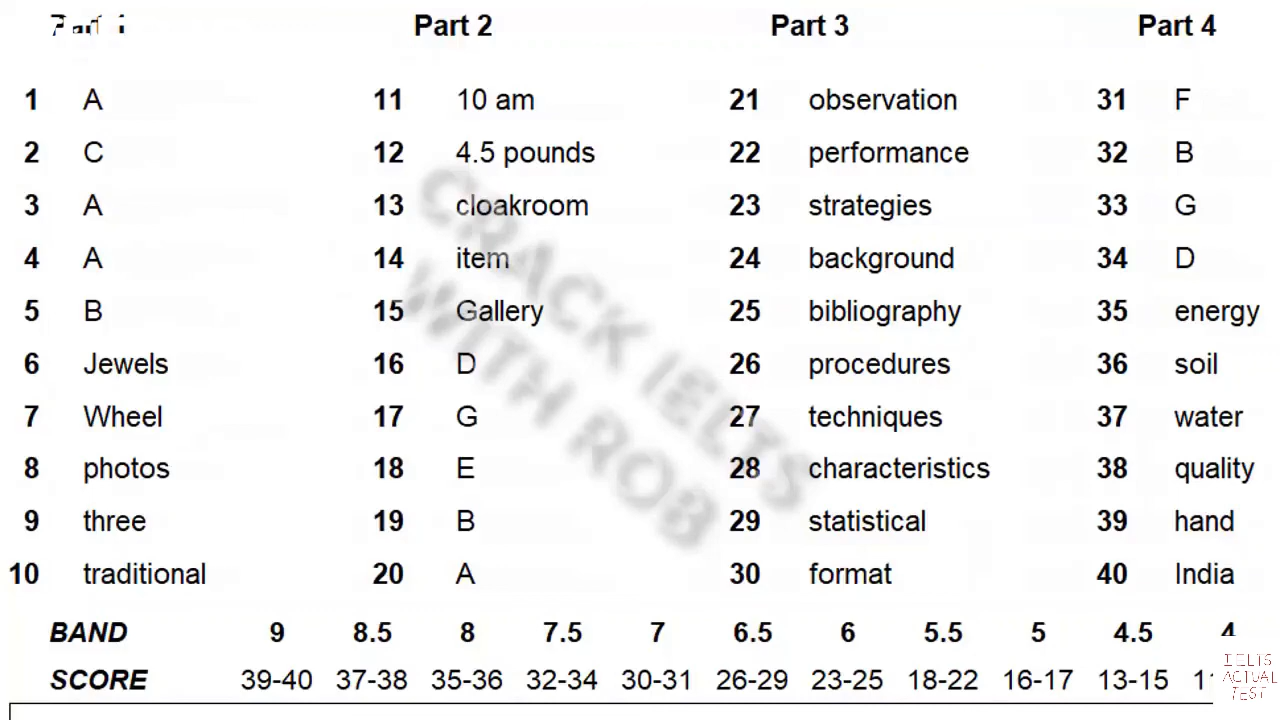 Part 1 Part 2 Part 3 Part 4
1 A 11 10 am 21 observation 31 F
2 C 12 4.5 pounds 22 performance 32 B
3 A 13 cloakroom 23 strategies 33 G
4 A 14 item 24 background 34 D
5 B 15 Gallery 25 bibliography 35 energy
6 Jewels 16 D 26 procedures 36 soil
7 Wheel 17 G 27 techniques 37 water
8 photos 18 E 28 characteristics 38 quality
9 three 19 B 29 statistical 39 hand
10 traditional 20 A 30 format 40 India
CRACK IELTS
WITH ROB
BAND 9 8.5 8 7.5 7 6.5 6 5.5 5 4.5 4
SCORE 39-40 37-38 35-36 32-34 30-31 26-29 23-25 18-22 16-17 13-15
IELTS
ACTUAL
TEST